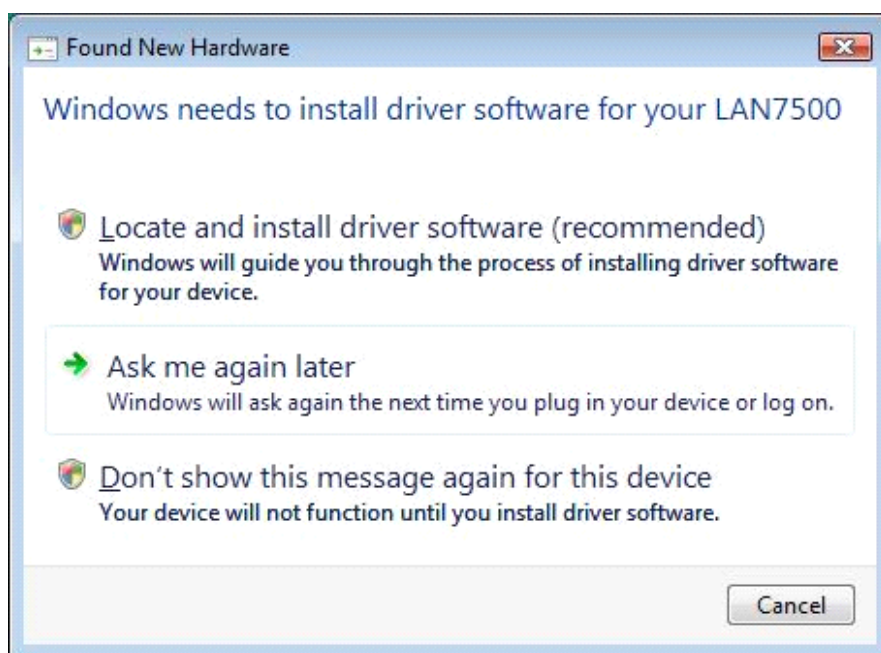 Found New Hardware
Windows needs to install driver software for your LAN7500
Locate and install driver software (recommended)
Windows will guide you through the process of installing driver software
for your device.
Ask me again later
Windows will ask again the next time you plug in your device or log on.
Don't show this message again for this device
Your device will not function until you install driver software.
Cancel